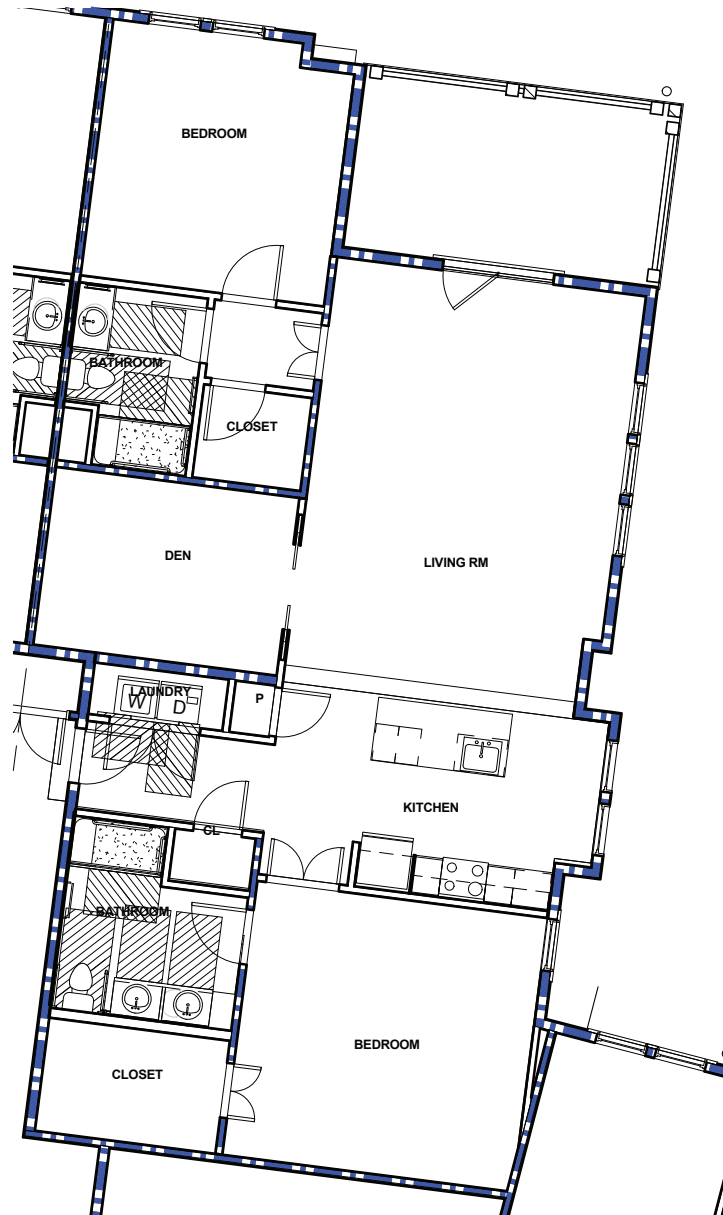 BEDROOM
BATHROOM
CLOSET
DEN
LIVING RM
LAUNDRY
P
W
D
KITCHEN
CL
BATHROOM
BEDROOM
CLOSET